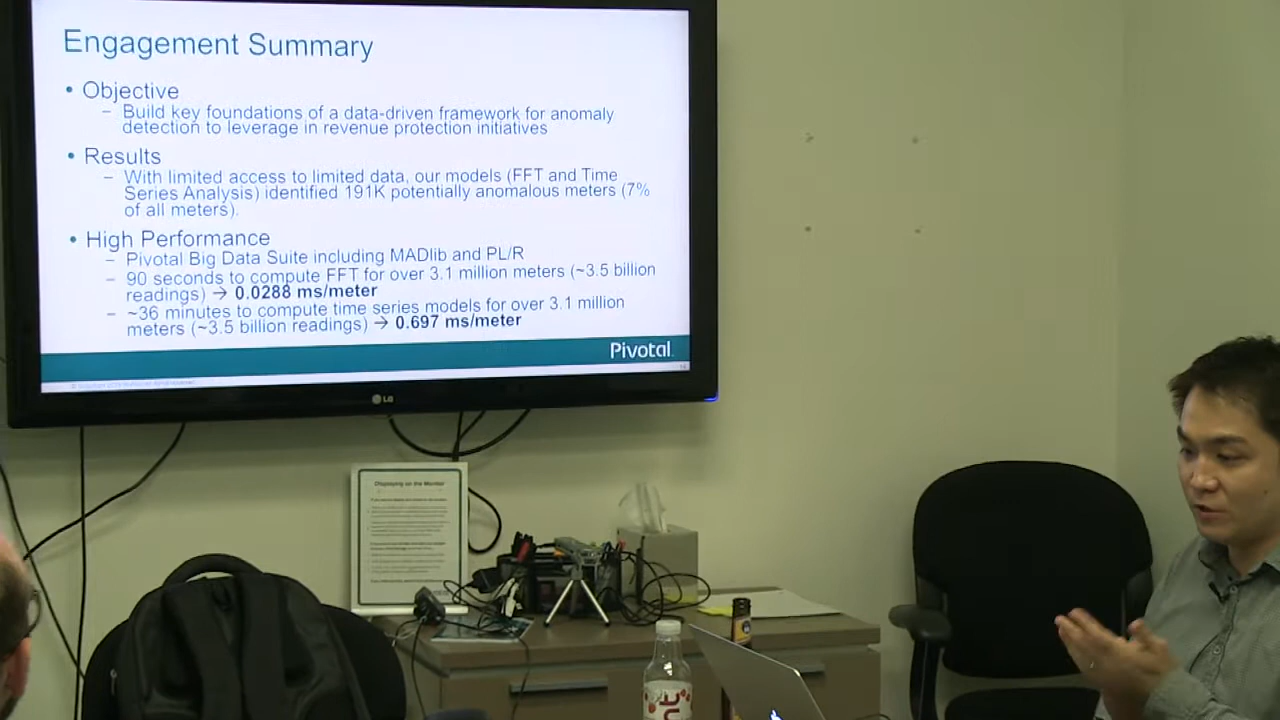 Engagement Summary
• Objective
– Build key foundations of a data-driven framework for anomaly
detection to leverage in revenue protection initiatives
• Results
– With limited access to limited data, our models (FFT and Time
Series Analysis) identified 191K potentially anomalous meters (7%
of all meters).
• High Performance
– Pivotal Big Data Suite including MADlib and PL/R
– 90 seconds to compute FFT for over 3.1 million meters (~3.5 billion
readings) → 0.0288 ms/meter
– ~36 minutes to compute time series models for over 3.1 million
meters (~3.5 billion readings) → 0.697 ms/meter
Pivotal
LG
Displaying on the Monitor